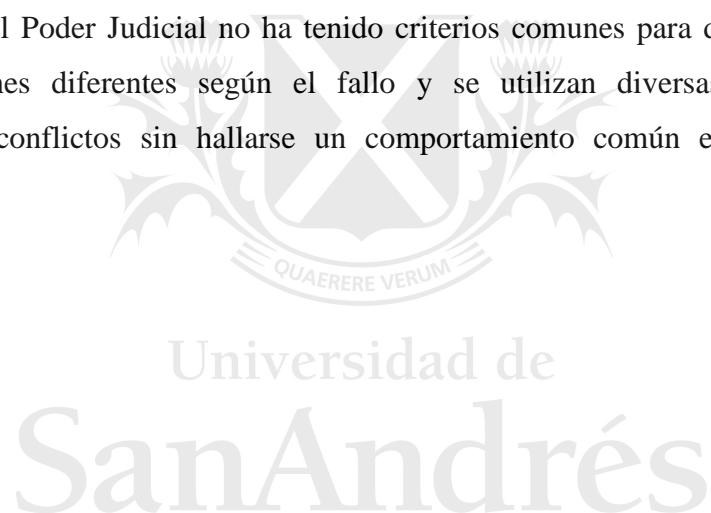 l Poder Judicial no ha tenido criterios comunes para
nes diferentes según el fallo y se utilizan diversas
conflictos sin hallarse un comportamiento común e
QUAERERE VERUM
Universidad de
SanAndrés